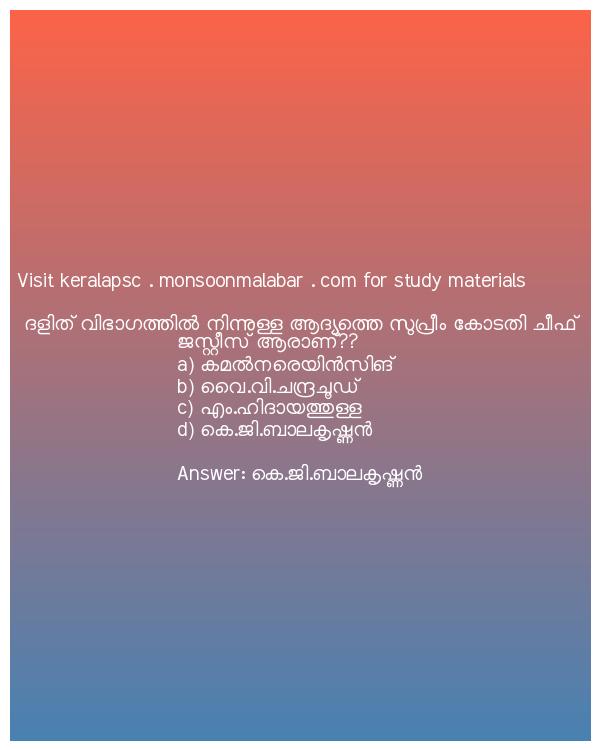 Visit keralapsc . monsoonmalabar . com for study materials
ദളിത് വിഭാഗത്തിൽ നിന്നുള്ള ആദ്യത്തെ സുപ്രീം കോടതി ചീഫ്
ജസ്റ്റീസ് ആരാണ്??
a) കമൽനരെയിൻസിങ്
b) വൈ.വി.ചന്ദ്രചൂഡ്
c) എം.ഹിദായത്തുള്ള
d) കെ.ജി.ബാലകൃഷ്ണൻ
Answer: കെ.ജി.ബാലകൃഷ്ണൻ